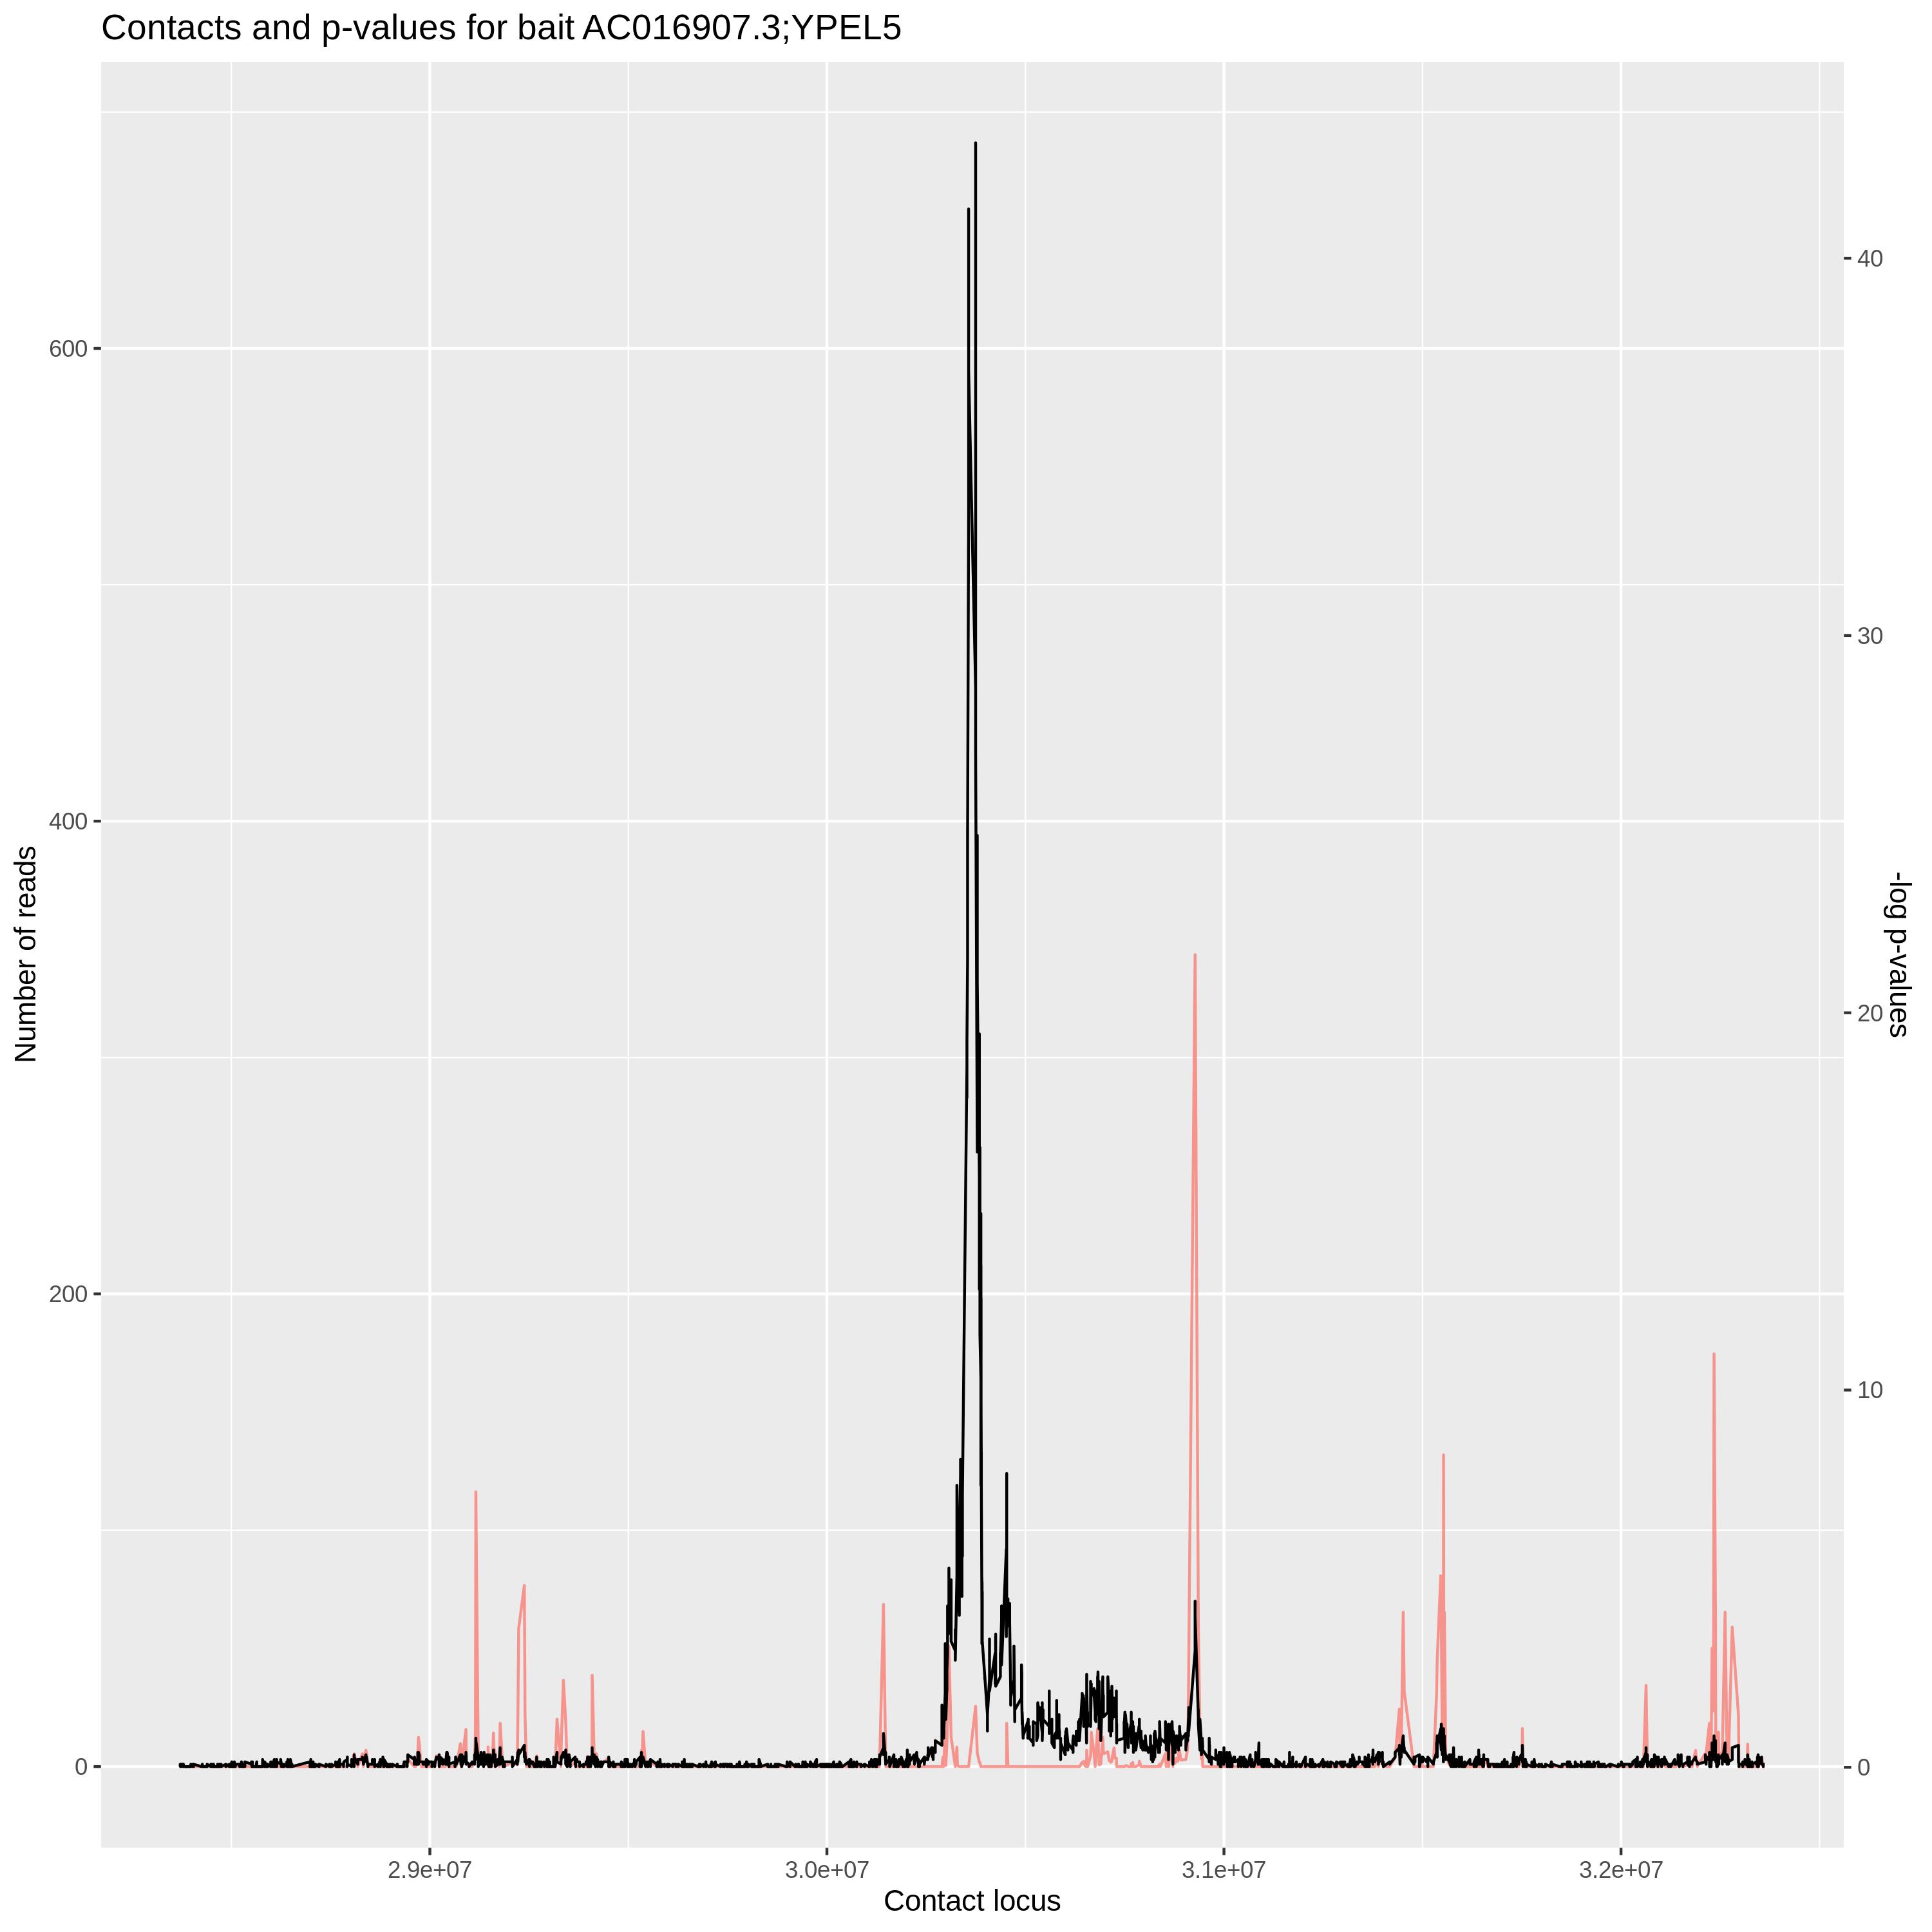 Contacts and p-values for bait AC016907.3;YPEL5
Number of reads
600
400
200
0
40
30
20
10
0
-log p-values
2.9e+07
3.0e+07
3.1e+07
3.2e+07
Contact locus